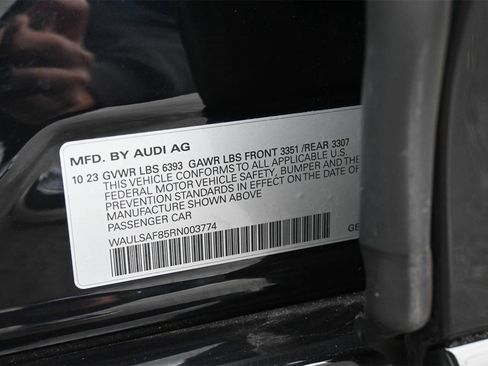 MFD. BY AUDI AG
10 23 GVWR LBS 6393 GAWR LBS FRONT 3351 /REAR 3307
THIS VEHICLE CONFORMS TO ALL APPLICABLE U.S.
FEDERAL MOTOR VEHICLE SAFETY, BUMPER AND THEFT
PREVENTION STANDARDS IN EFFECT ON THE DATE OF
MANUFACTURE SHOWN ABOVE
PASSENGER CAR
WAULSAF85RN003774
GE